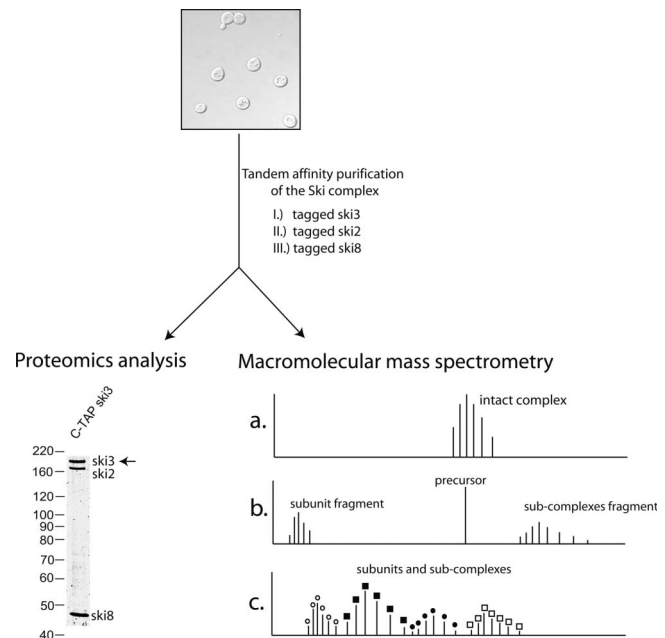 Tandem affinity purification
of the Ski complex
I.) tagged ski3
II.) tagged ski2
III.) tagged ski8
Proteomics analysis
Macromolecular mass spectrometry
C-TAP ski3
220
ski3
160
ski2
120
100
90
80
70
60
50
ski8
40
a.
intact complex
b.
subunit fragment
precursor
sub-complexes fragment
c.
subunits and sub-complexes